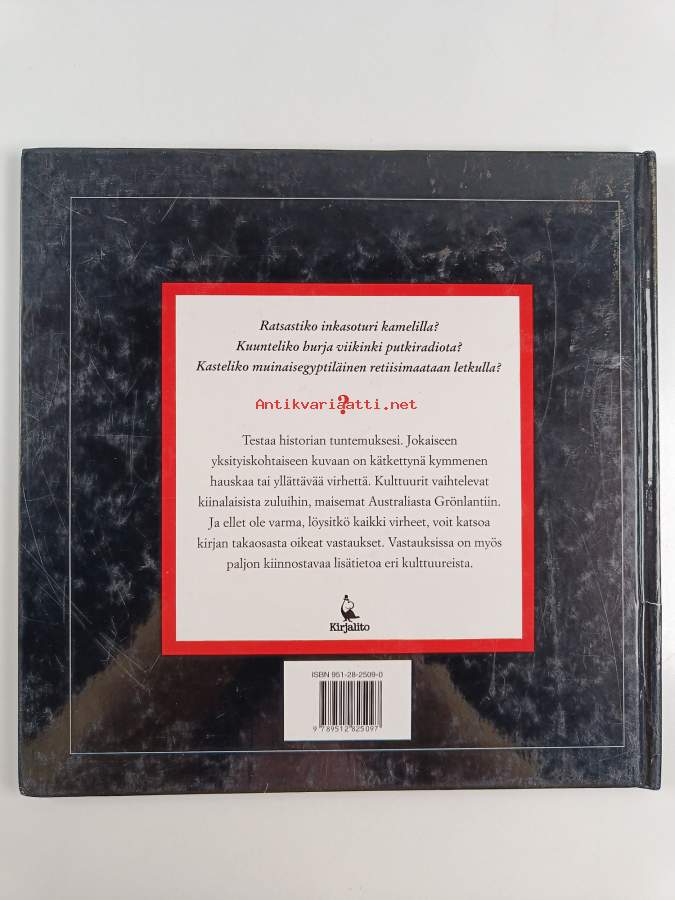 Ratsastiko inkasoturi kamelilla?
Kuunteliko hurja viikinki putkiradiota?
Kasteliko muinaisegyptiläinen retiisimaataan letkulla?
?
Antikvariaatti.net
Testaa historian tuntemuksesi. Jokaiseen
yksityiskohtaiseen kuvaan on kätkettynä kymmenen
hauskaa tai yllättävää virhettä. Kulttuurit vaihtelevat
kiinalaisista zuluihin, maisemat Australiasta Grönlantiin.
Ja ellet ole varma, löysitkö kaikki virheet, voit katsoa
kirjan takaosasta oikeat vastaukset. Vastauksissa on myös
paljon kiinnostavaa lisätietoa eri kulttuureista.
Kirjalito
ISBN 951-28-2509-0
9 789512 825097